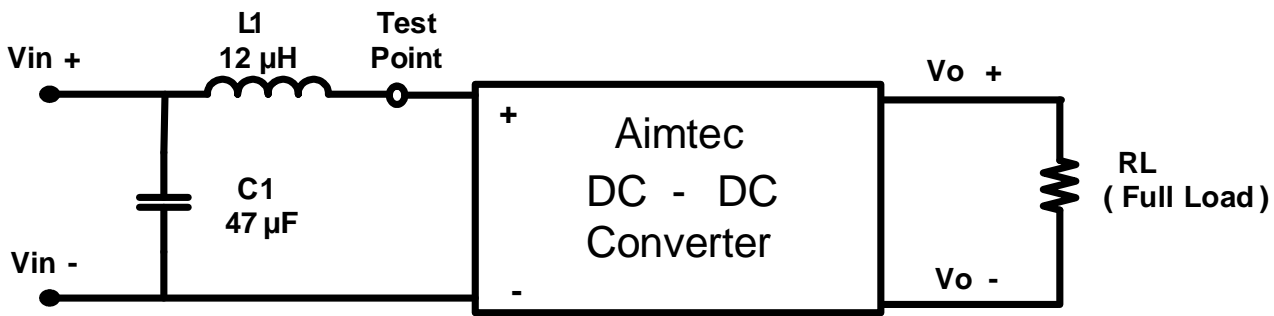 Vin +
L1
12 µH
Test
Point
C1
47 µF
Vin -
+
-
Aimtec
DC - DC
Converter
Vo +
RL
( Full Load )
Vo -